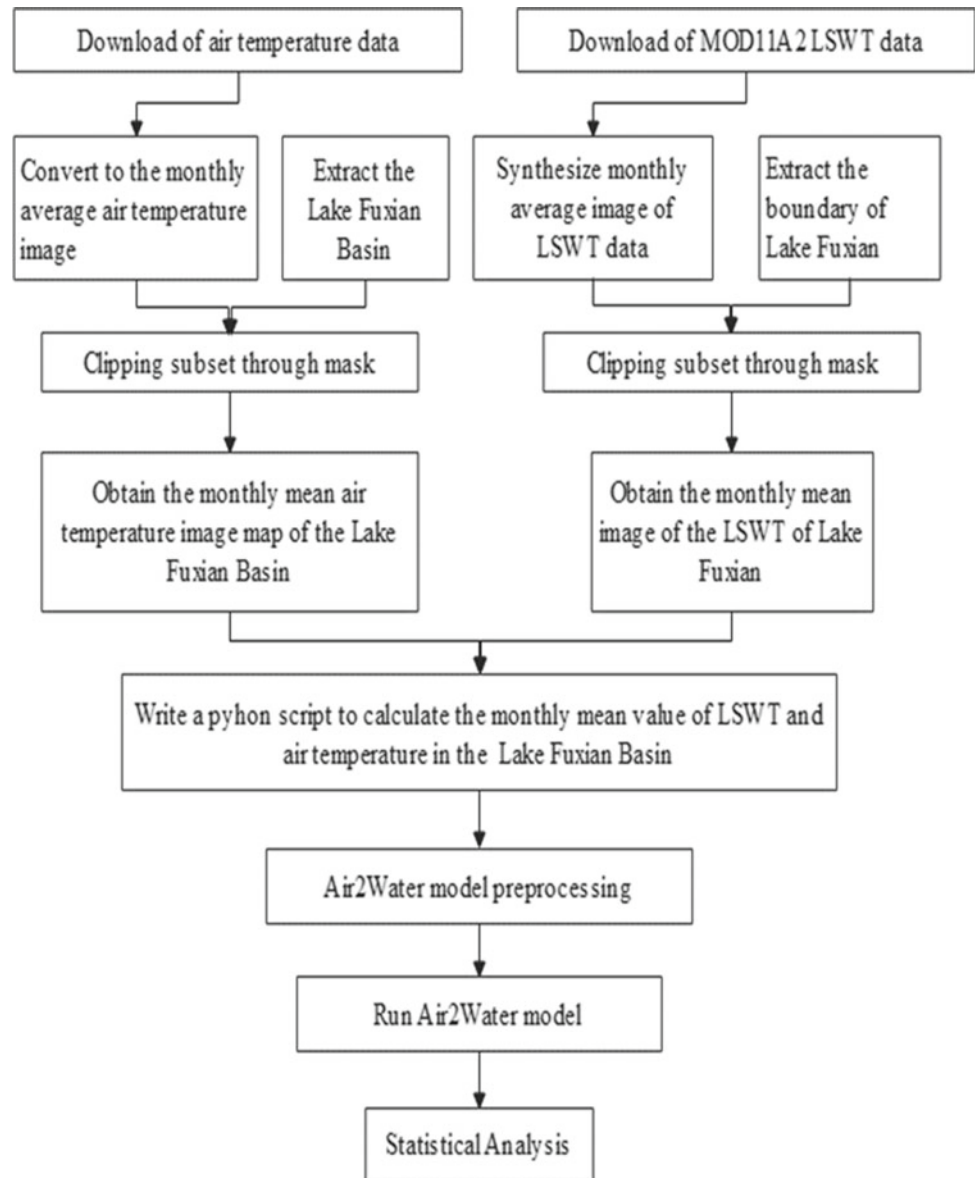 Download of air temperature data
Download of MOD11A2 LSWT data
Convert to the monthly
average air temperature
image
Extract the
Lake Fuxian
Basin
Synthesize monthly
average image of
LSWT data
Extract the
boundary of
Lake Fuxian
Clipping subset through mask
Clipping subset through mask
Obtain the monthly mean air
temperature image map of the Lake
Fuxian Basin
Obtain the monthly mean
image of the LSWT of Lake
Fuxian
Write a pyhon script to calculate the monthly mean value of LSWT and
air temperature in the Lake Fuxian Basin
Air2Water model preprocessing
Run Air2Water model
Statistical Analysis